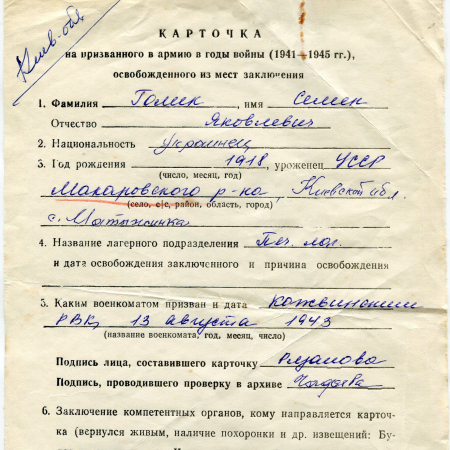 Киев. обл.
КАРТОЧКА
на призванного в армию в годы войны (1941—1945 гг.),
освобожденного из мест заключения
1. Фамилия Гомек, имя Семен
Отчество Яковлевич
2. Национальность Украинец
3. Год рождения 1918, уроженец УССР
(число, месяц, год)
Макаровского р-на, Киевской обл.
(село, с/с, район, область, город)
с. Мотыжинка
4. Название лагерного подразделения Печ. лаг.
и дата освобождения заключенного и причина освобождения
5. Каким военкоматом призван и дата Кожвинским
РВК, 13 августа 1943
(название военкомата, год, месяц, число)
Подпись лица, составившего карточку
Подпись, проводившего проверку в архиве
6. Заключение компетентных органов, кому направляется карточ-
ка (вернулся живым, наличие похоронки и др. извещений: Бу-